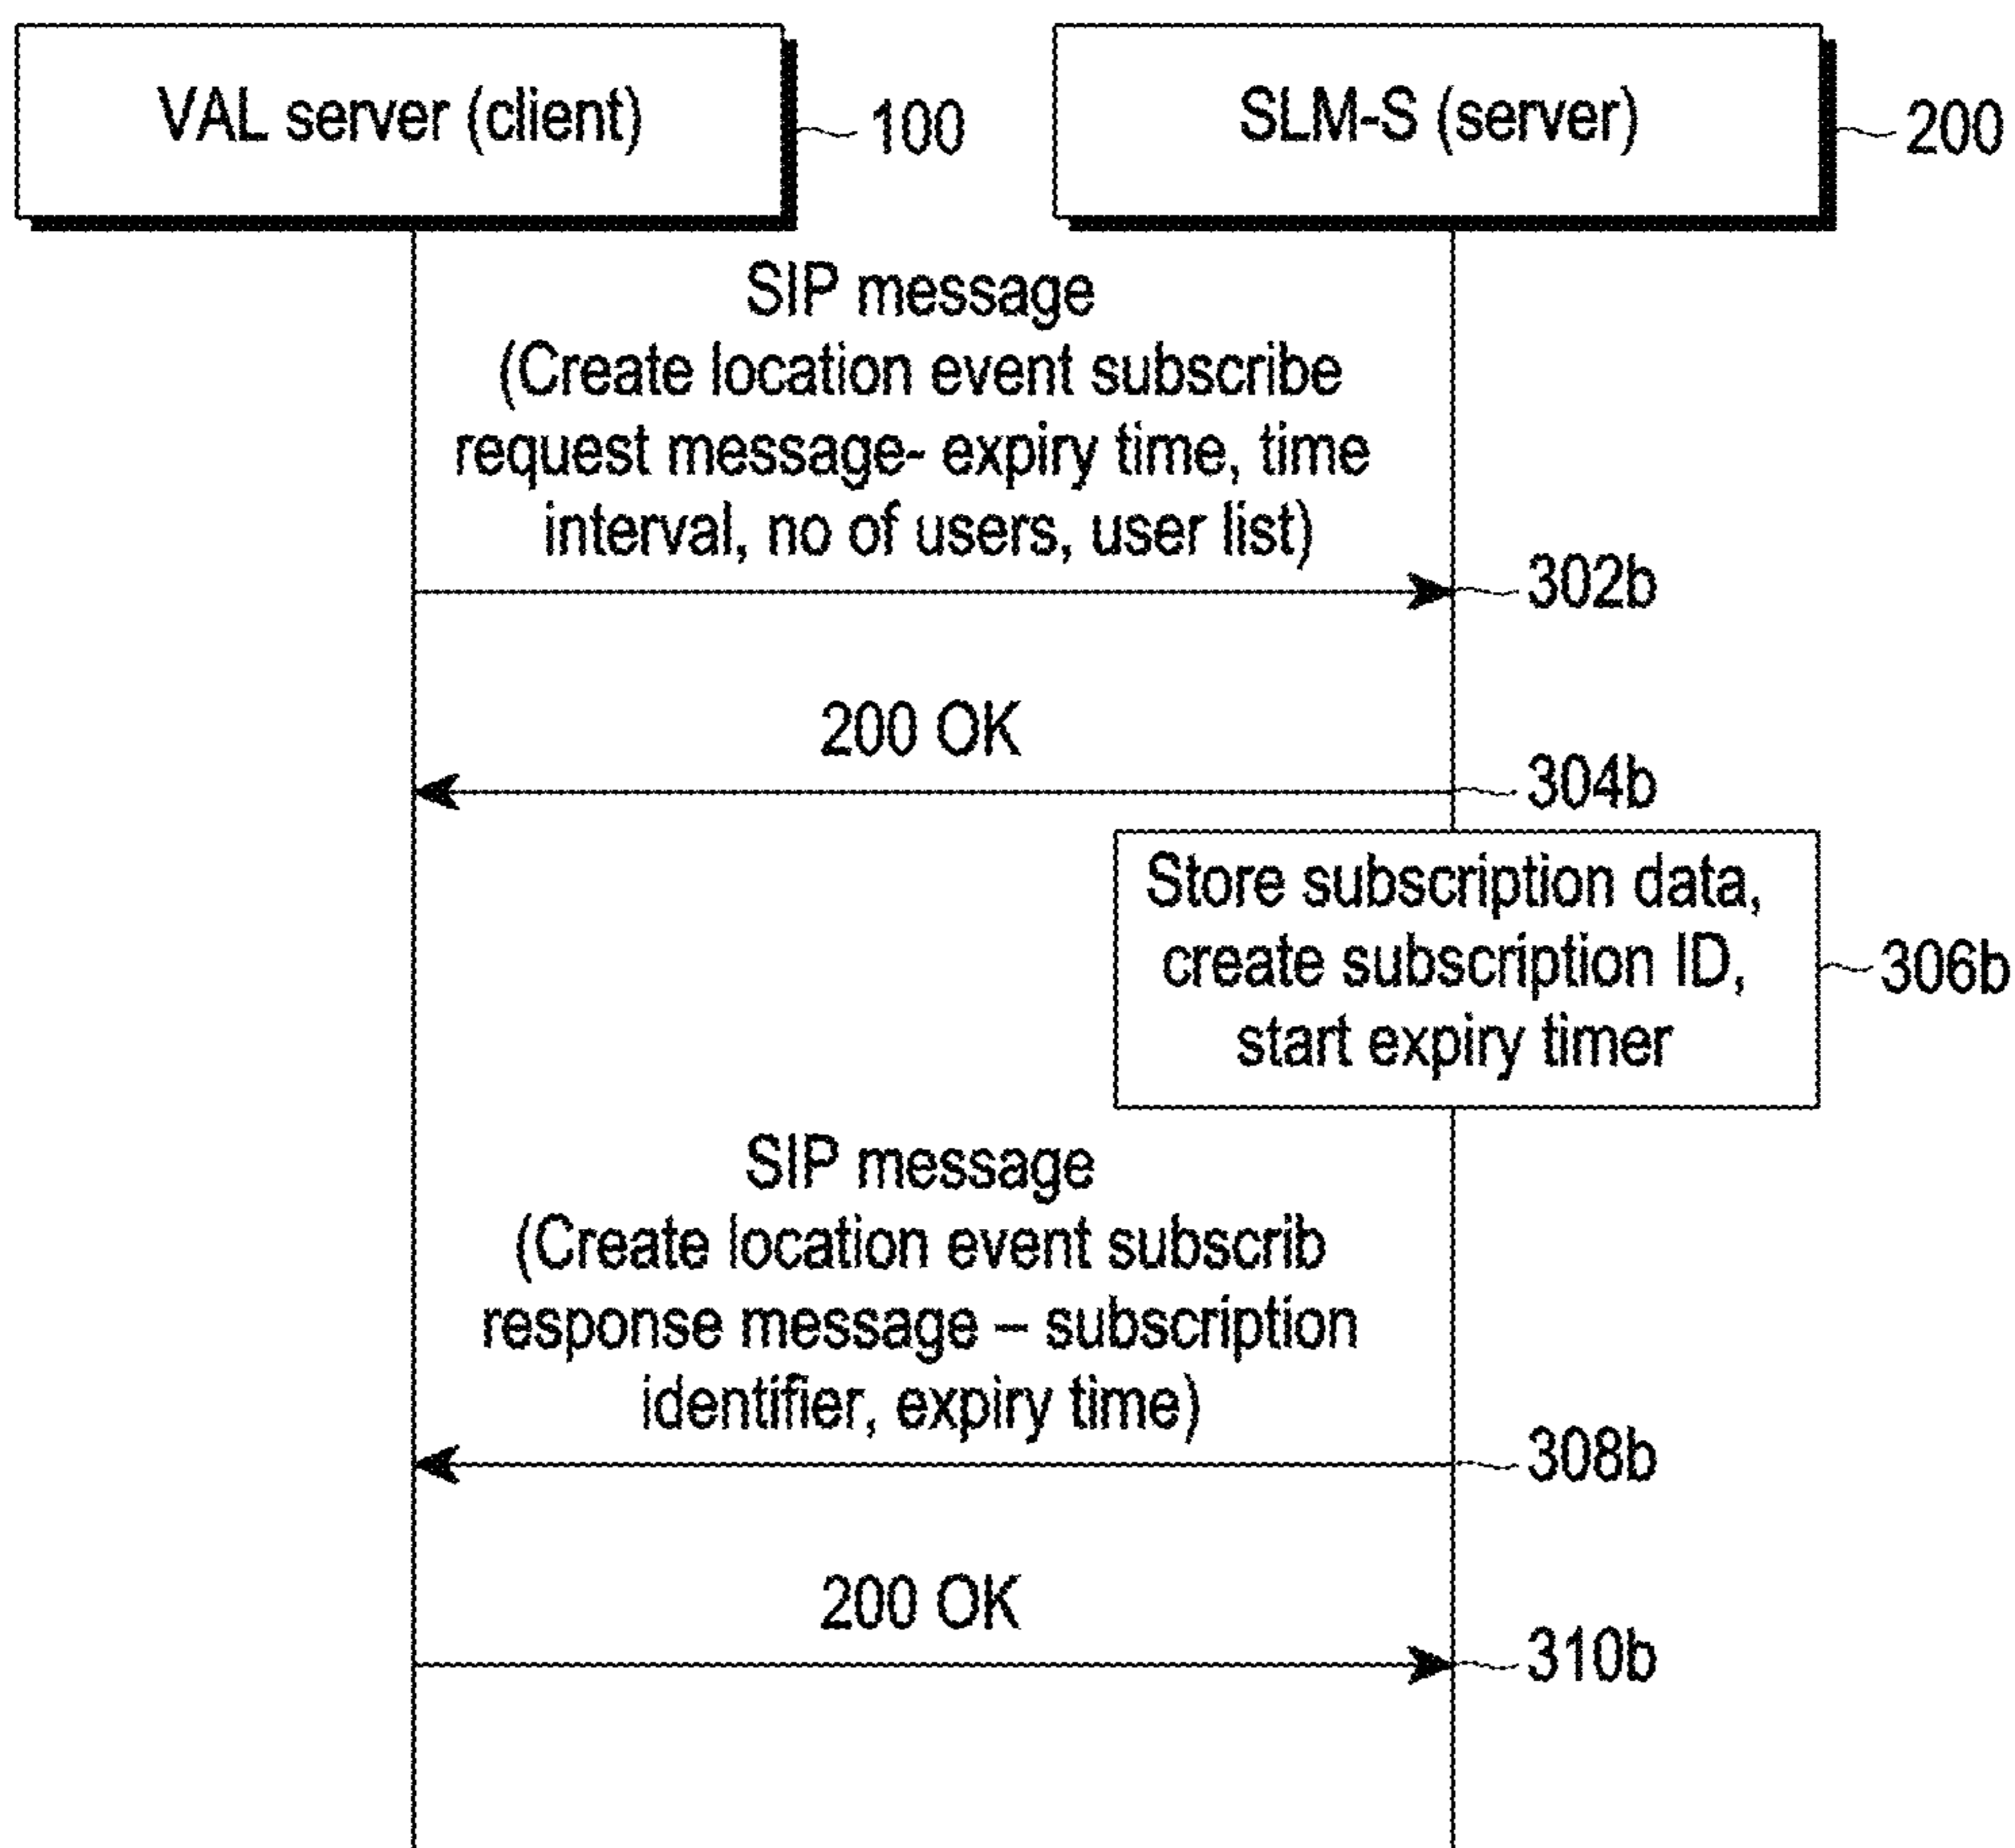 VAL server (client)
100
SLM-S (server)
200
SIP message
(Create location event subscribe
request message- expiry time, time
interval, no of users, user list)
302b
200 OK
304b
Store subscription data,
create subscription ID,
start expiry timer
306b
SIP message
(Create location event subscrib
response message – subscription
identifier, expiry time)
308b
200 OK
310b